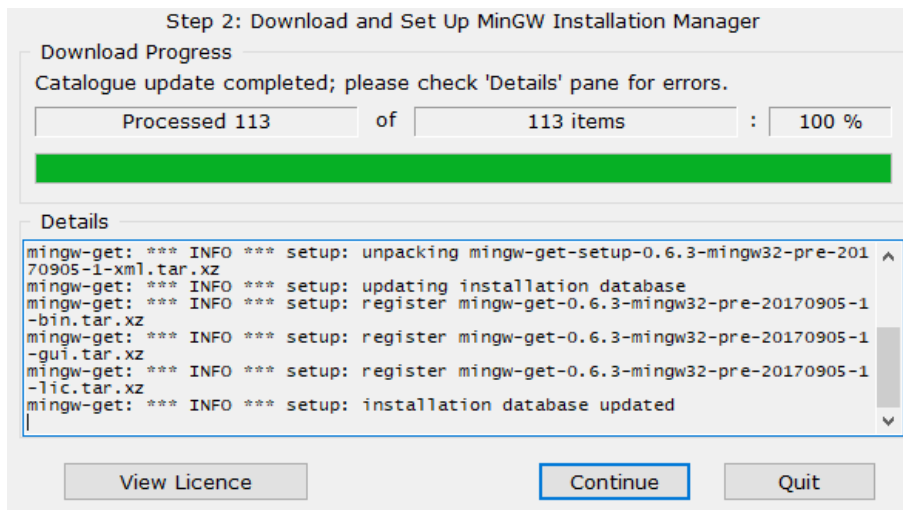 Step 2: Download and Set Up MinGW Installation Manager
Download Progress
Catalogue update completed; please check 'Details' pane for errors.
Processed 113 of 113 items : 100 %
Details
mingw-get: *** INFO *** setup: unpacking mingw-get-setup-0.6.3-mingw32-pre-201
70905-1-xml.tar.xz
mingw-get: *** INFO *** setup: updating installation database
mingw-get: *** INFO *** setup: register mingw-get-0.6.3-mingw32-pre-20170905-1
-bin.tar.xz
mingw-get: *** INFO *** setup: register mingw-get-0.6.3-mingw32-pre-20170905-1
-gui.tar.xz
mingw-get: *** INFO *** setup: register mingw-get-0.6.3-mingw32-pre-20170905-1
-lic.tar.xz
mingw-get: *** INFO *** setup: installation database updated
View Licence Continue Quit